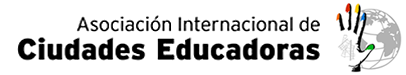 Asociación Internacional de
Ciudades Educadoras